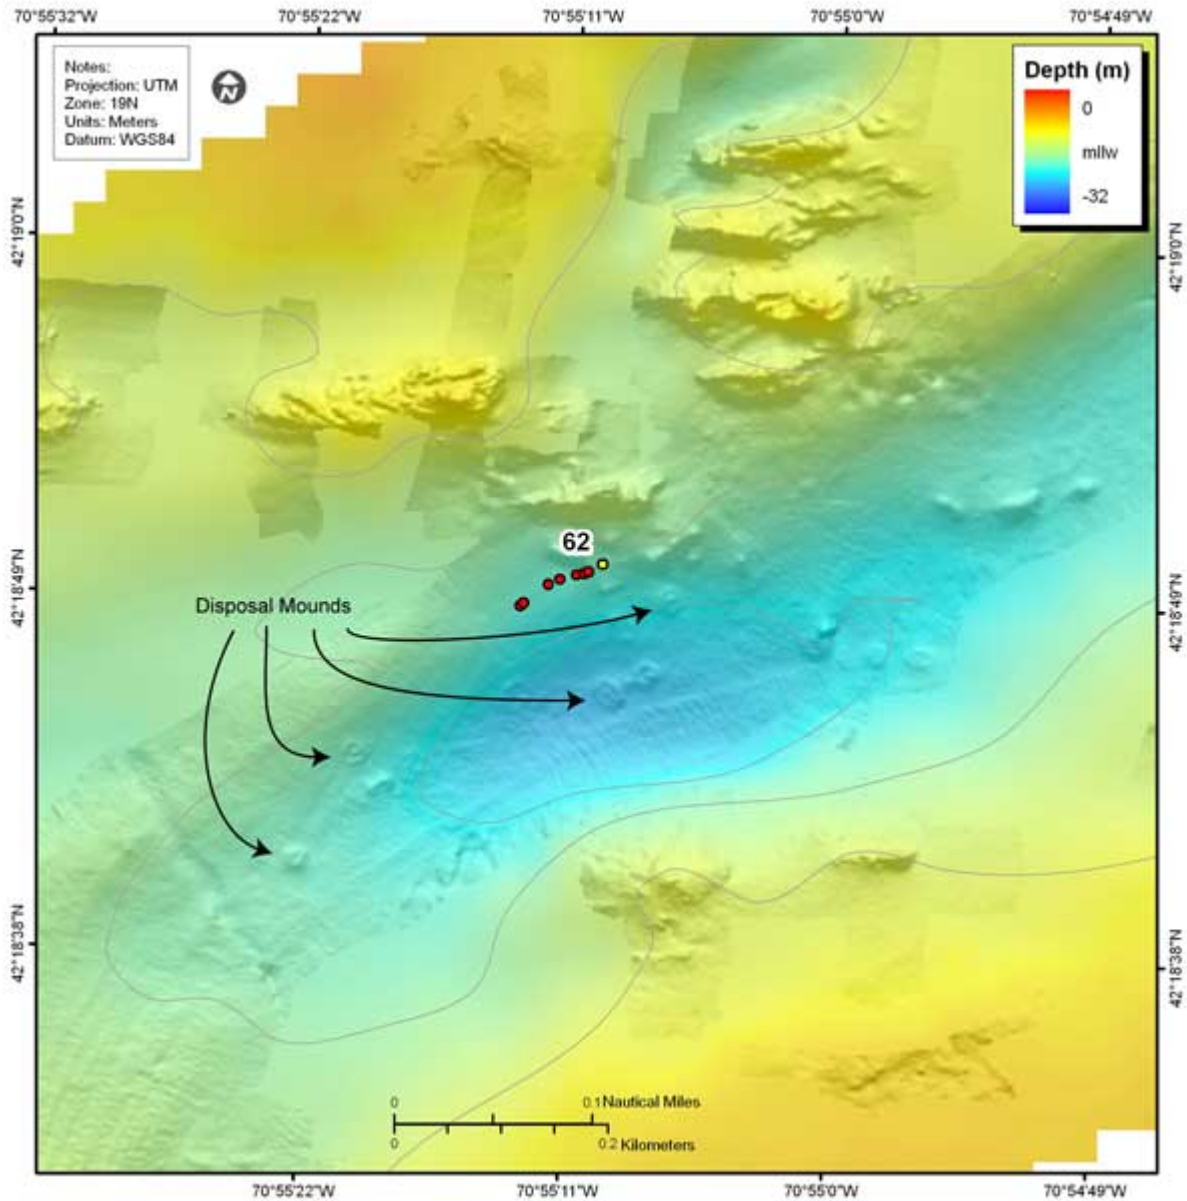 70°55'32"W 70°55'22"W 70°55'11"W 70°55'0"W 70°54'49"W
Notes:
Projection: UTM
Zone: 19N
Units: Meters
Datum: WGS84
N
Depth (m)
0
mllw
-32
42°19'0"N
42°19'0"N
62
42°18'49"N
42°18'49"N
Disposal Mounds
42°18'38"N
42°18'38"N
0 0.1 Nautical Miles
0 0.2 Kilometers
70°55'22"W 70°55'11"W 70°55'0"W 70°54'49"W